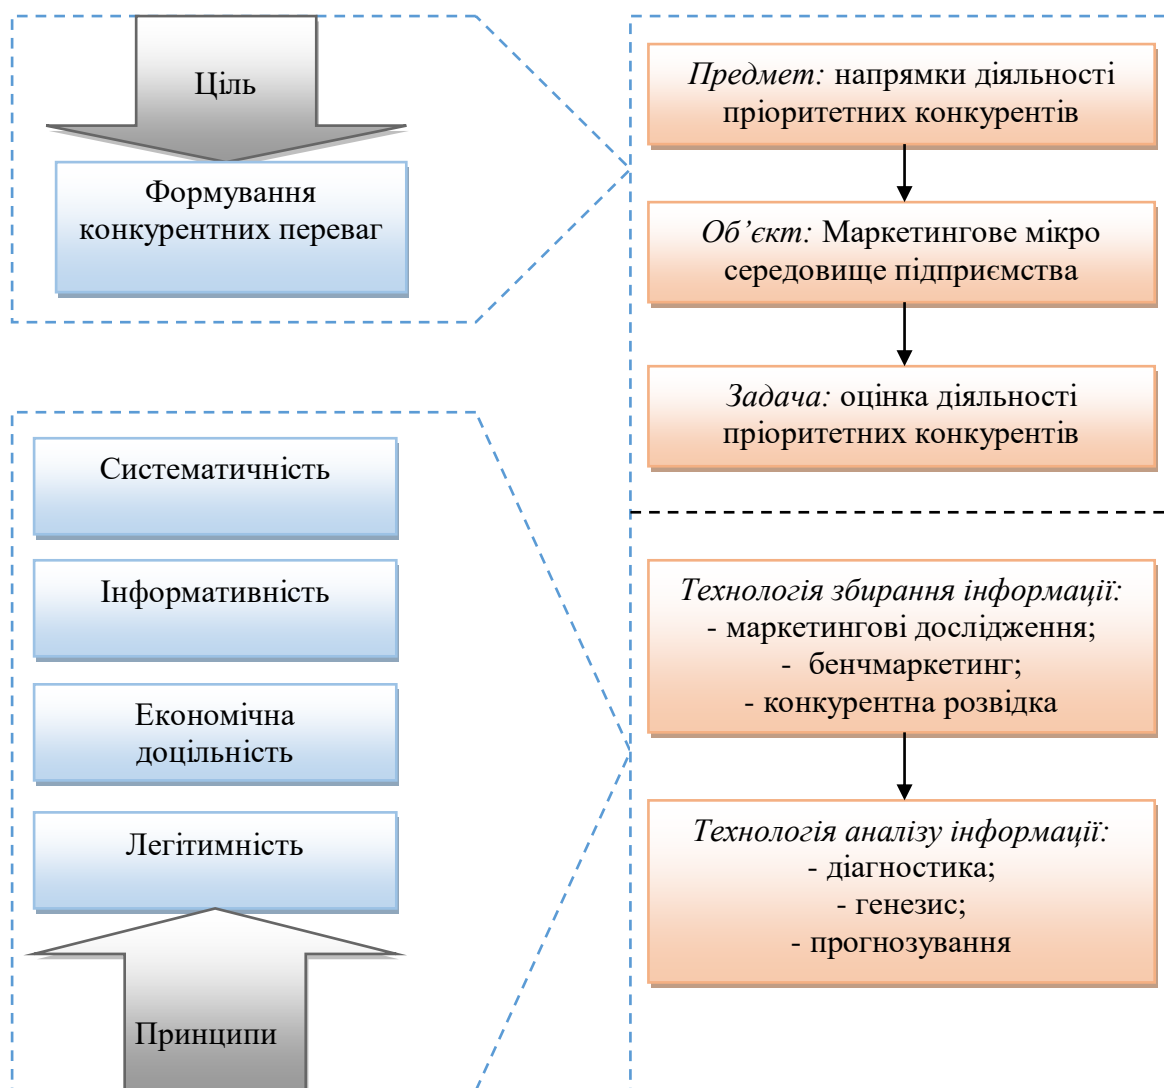 Ціль
Формування
конкурентних переваг
Систематичність
Інформативність
Економічна
доцільність
Легітимність
Принципи
Предмет: напрямки діяльності
пріоритетних конкурентів
Об’єкт: Маркетингове мікро
середовище підприємства
Задача: оцінка діяльності
пріоритетних конкурентів
Технологія збирання інформації:
- маркетингові дослідження;
- бенчмаркетинг;
- конкурентна розвідка
Технологія аналізу інформації:
- діагностика;
- генезис;
- прогнозування